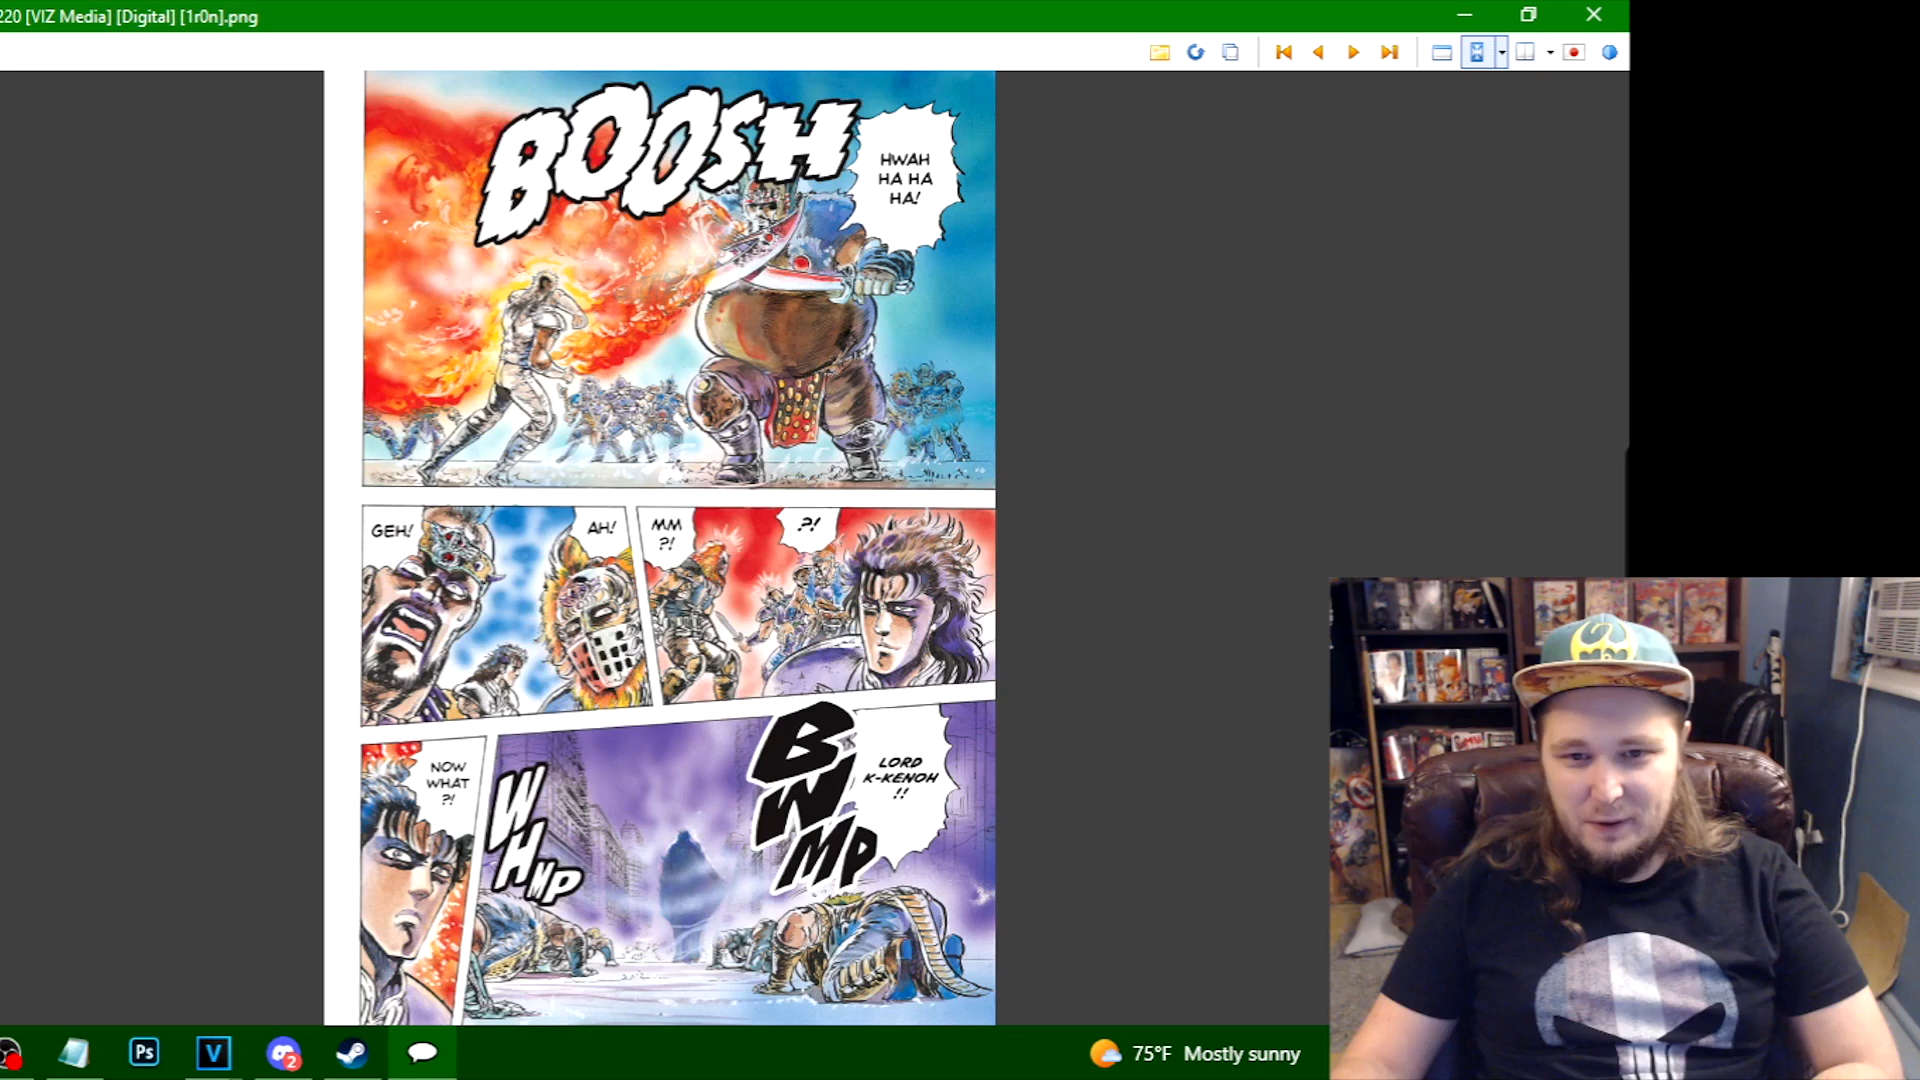 220 [VIZ Media] [Digital] [1r0n].png
BOOSH
HWAH
HA HA
HA!
GEH!
AH!
MM
?!
?!
NOW
WHAT
?!
WHMP
BWMP
LORD
K-KENOH
!!
Ps
V
2
75°F Mostly sunny